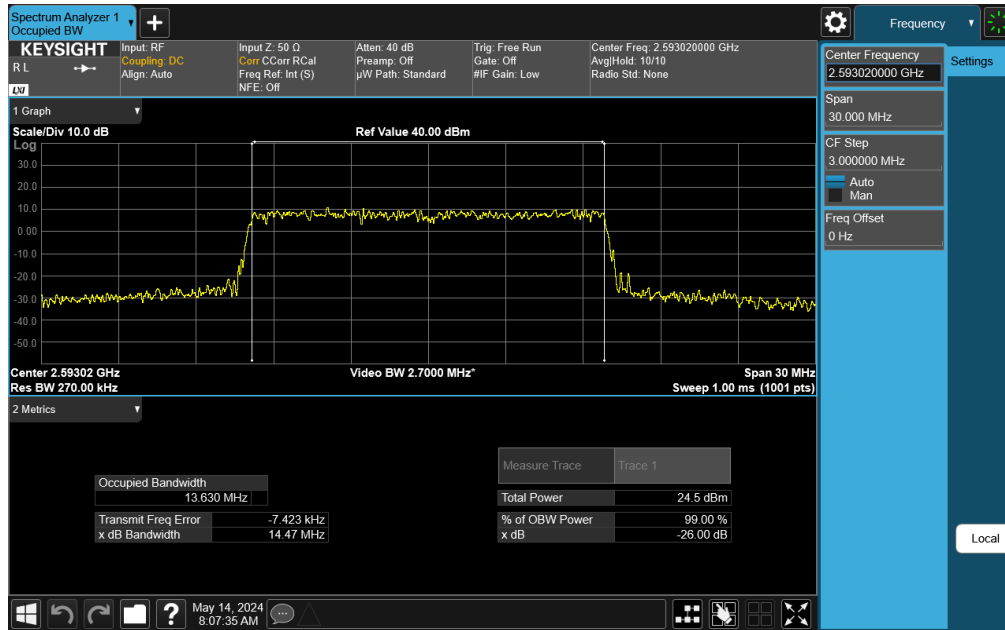 Spectrum Analyzer 1
Occupied BW
Frequency
KEYSIGHT
R L
LXI
Input: RF
Coupling: DC
Align: Auto
Input Z: 50 Ω
Corr CCorr RCal
Freq Ref: Int (S)
NFE: Off
Atten: 40 dB
Preamp: Off
µW Path: Standard
Trig: Free Run
Gate: Off
#IF Gain: Low
Center Freq: 2.593020000 GHz
Avg|Hold: 10/10
Radio Std: None
Center Frequency
2.593020000 GHz
Settings
Span
30.000 MHz
CF Step
3.000000 MHz
Auto
Man
Freq Offset
0 Hz
Local
1 Graph
Scale/Div 10.0 dB
Ref Value 40.00 dBm
Log
30.0
20.0
10.0
0.00
-10.0
-20.0
-30.0
-40.0
-50.0
Center 2.59302 GHz
Video BW 2.7000 MHz*
Span 30 MHz
Res BW 270.00 kHz
Sweep 1.00 ms (1001 pts)
2 Metrics
Measure Trace
Trace 1
Occupied Bandwidth
13.630 MHz
Total Power
24.5 dBm
Transmit Freq Error
-7.423 kHz
% of OBW Power
99.00 %
x dB Bandwidth
14.47 MHz
x dB
-26.00 dB
?
May 14, 2024
8:07:35 AM